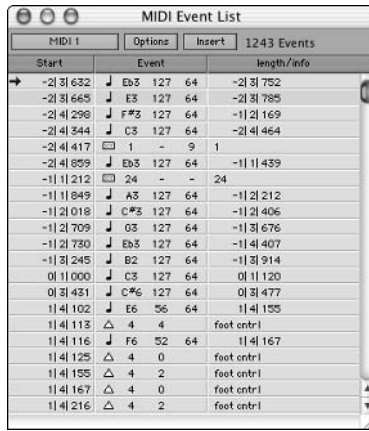 MIDI Event List
MIDI 1 Options Insert 1243 Events
Start Event length/info
-2| 3| 632 Eb3 127 64 -2| 3| 752
-2| 3| 665 E3 127 64 -2| 3| 785
-2| 4| 298 F#3 127 64 -1| 2| 169
-2| 4| 344 C3 127 64 -2| 4| 464
-2| 4| 417 1 - 9 1
-2| 4| 859 Eb3 127 64 -1| 1| 439
-1| 1| 212 24 - - 24
-1| 1| 849 A3 127 64 -1| 2| 212
-1| 2| 018 C#3 127 64 -1| 2| 406
-1| 2| 709 G3 127 64 -1| 3| 676
-1| 2| 730 Eb3 127 64 -1| 4| 407
-1| 3| 245 B2 127 64 -1| 3| 914
0| 1| 000 C3 127 64 0| 1| 120
0| 3| 431 C#6 127 64 0| 3| 477
1| 4| 102 E6 56 64 1| 4| 155
1| 4| 113 4 4 foot cntrl
1| 4| 116 F6 52 64 1| 4| 167
1| 4| 125 4 0 foot cntrl
1| 4| 155 4 2 foot cntrl
1| 4| 167 4 0 foot cntrl
1| 4| 216 4 2 foot cntrl